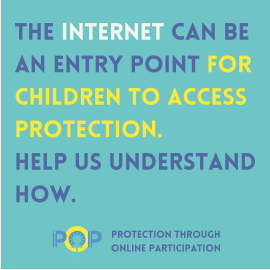 THE INTERNET CAN BE
AN ENTRY POINT FOR
CHILDREN TO ACCESS
PROTECTION.
HELP US UNDERSTAND
HOW.
POP
PROTECTION THROUGH
ONLINE PARTICIPATION